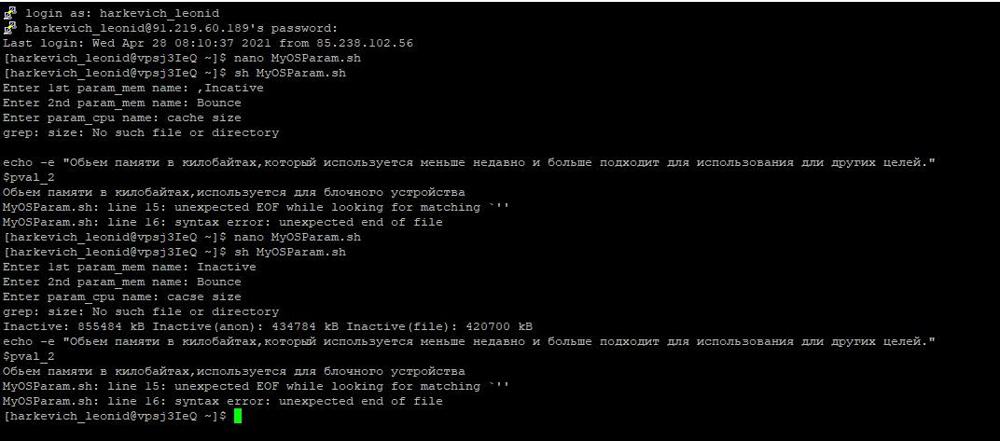 login as: harkevich_leonid
harkevich_leonid@91.219.60.189's password:
Last login: Wed Apr 28 08:10:37 2021 from 85.238.102.56
[harkevich_leonid@vpsj3IeQ ~]$ nano MyOSParam.sh
[harkevich_leonid@vpsj3IeQ ~]$ sh MyOSParam.sh
Enter 1st param_mem name: ,Incative
Enter 2nd param_mem name: Bounce
Enter param_cpu name: cache size
grep: size: No such file or directory
echo -e "Обьем памяти в килобайтах,который используется меньше недавно и больше подходит для использования дли других целей."
$pval_2
Обьем памяти в килобайтах,используется для блочного устройства
MyOSParam.sh: line 15: unexpected EOF while looking for matching `''
MyOSParam.sh: line 16: syntax error: unexpected end of file
[harkevich_leonid@vpsj3IeQ ~]$ nano MyOSParam.sh
[harkevich_leonid@vpsj3IeQ ~]$ sh MyOSParam.sh
Enter 1st param_mem name: Inactive
Enter 2nd param_mem name: Bounce
Enter param_cpu name: cacse size
grep: size: No such file or directory
Inactive: 855484 kB Inactive(anon): 434784 kB Inactive(file): 420700 kB
echo -e "Обьем памяти в килобайтах,который используется меньше недавно и больше подходит для использования дли других целей."
$pval_2
Обьем памяти в килобайтах,используется для блочного устройства
MyOSParam.sh: line 15: unexpected EOF while looking for matching `''
MyOSParam.sh: line 16: syntax error: unexpected end of file
[harkevich_leonid@vpsj3IeQ ~]$